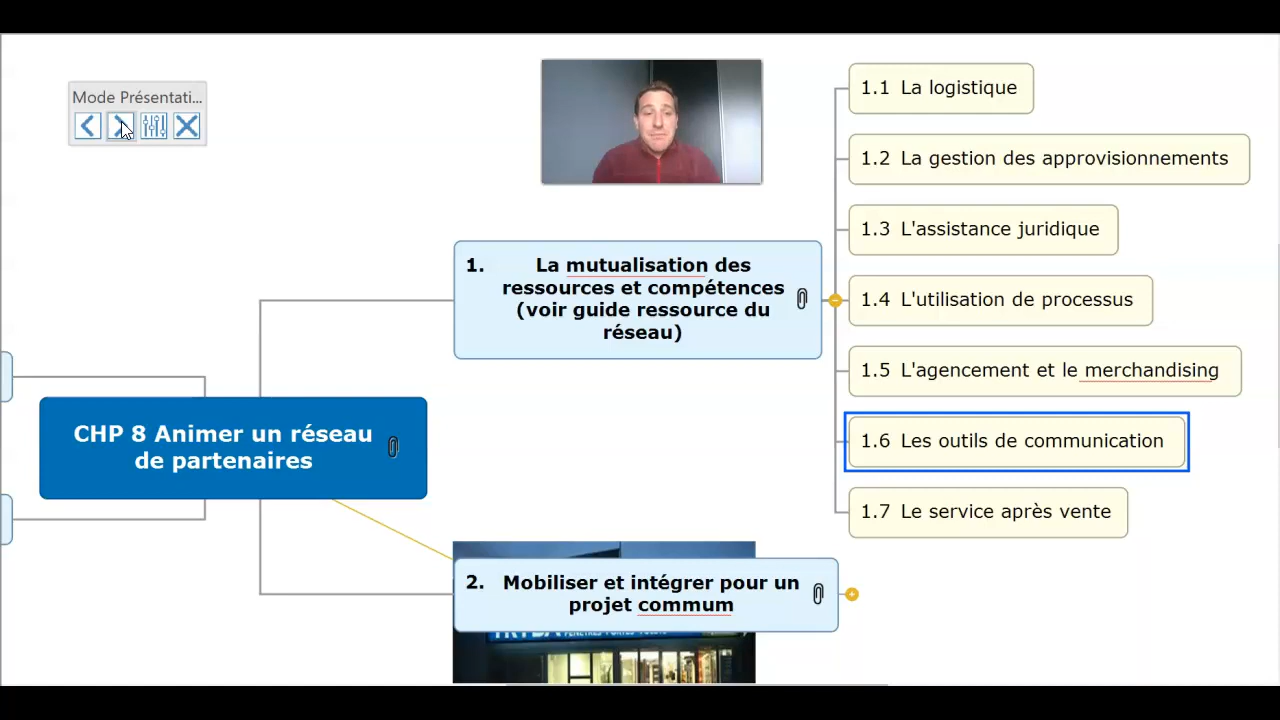 Mode Présentati...
1.1 La logistique
1.2 La gestion des approvisionnements
1.3 L'assistance juridique
1. La mutualisation des
ressources et compétences
(voir guide ressource du
réseau)
1.4 L'utilisation de processus
1.5 L'agencement et le merchandising
CHP 8 Animer un réseau
de partenaires
1.6 Les outils de communication
1.7 Le service après vente
2. Mobiliser et intégrer pour un
projet commum